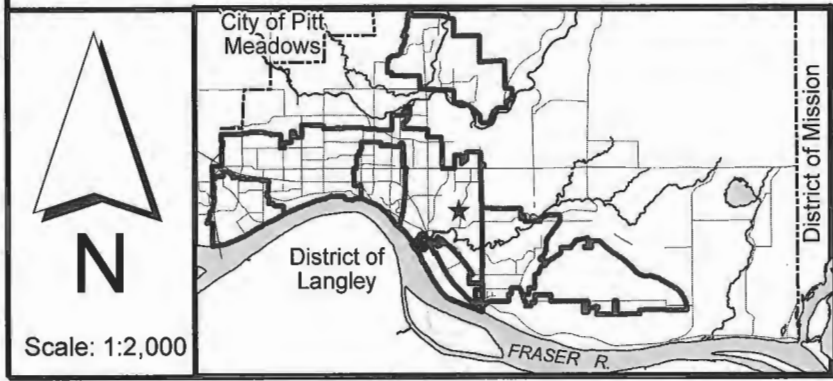 City of Pitt
Meadows
District of Mission
N
District of
Langley
Scale: 1:2,000
FRASER R.